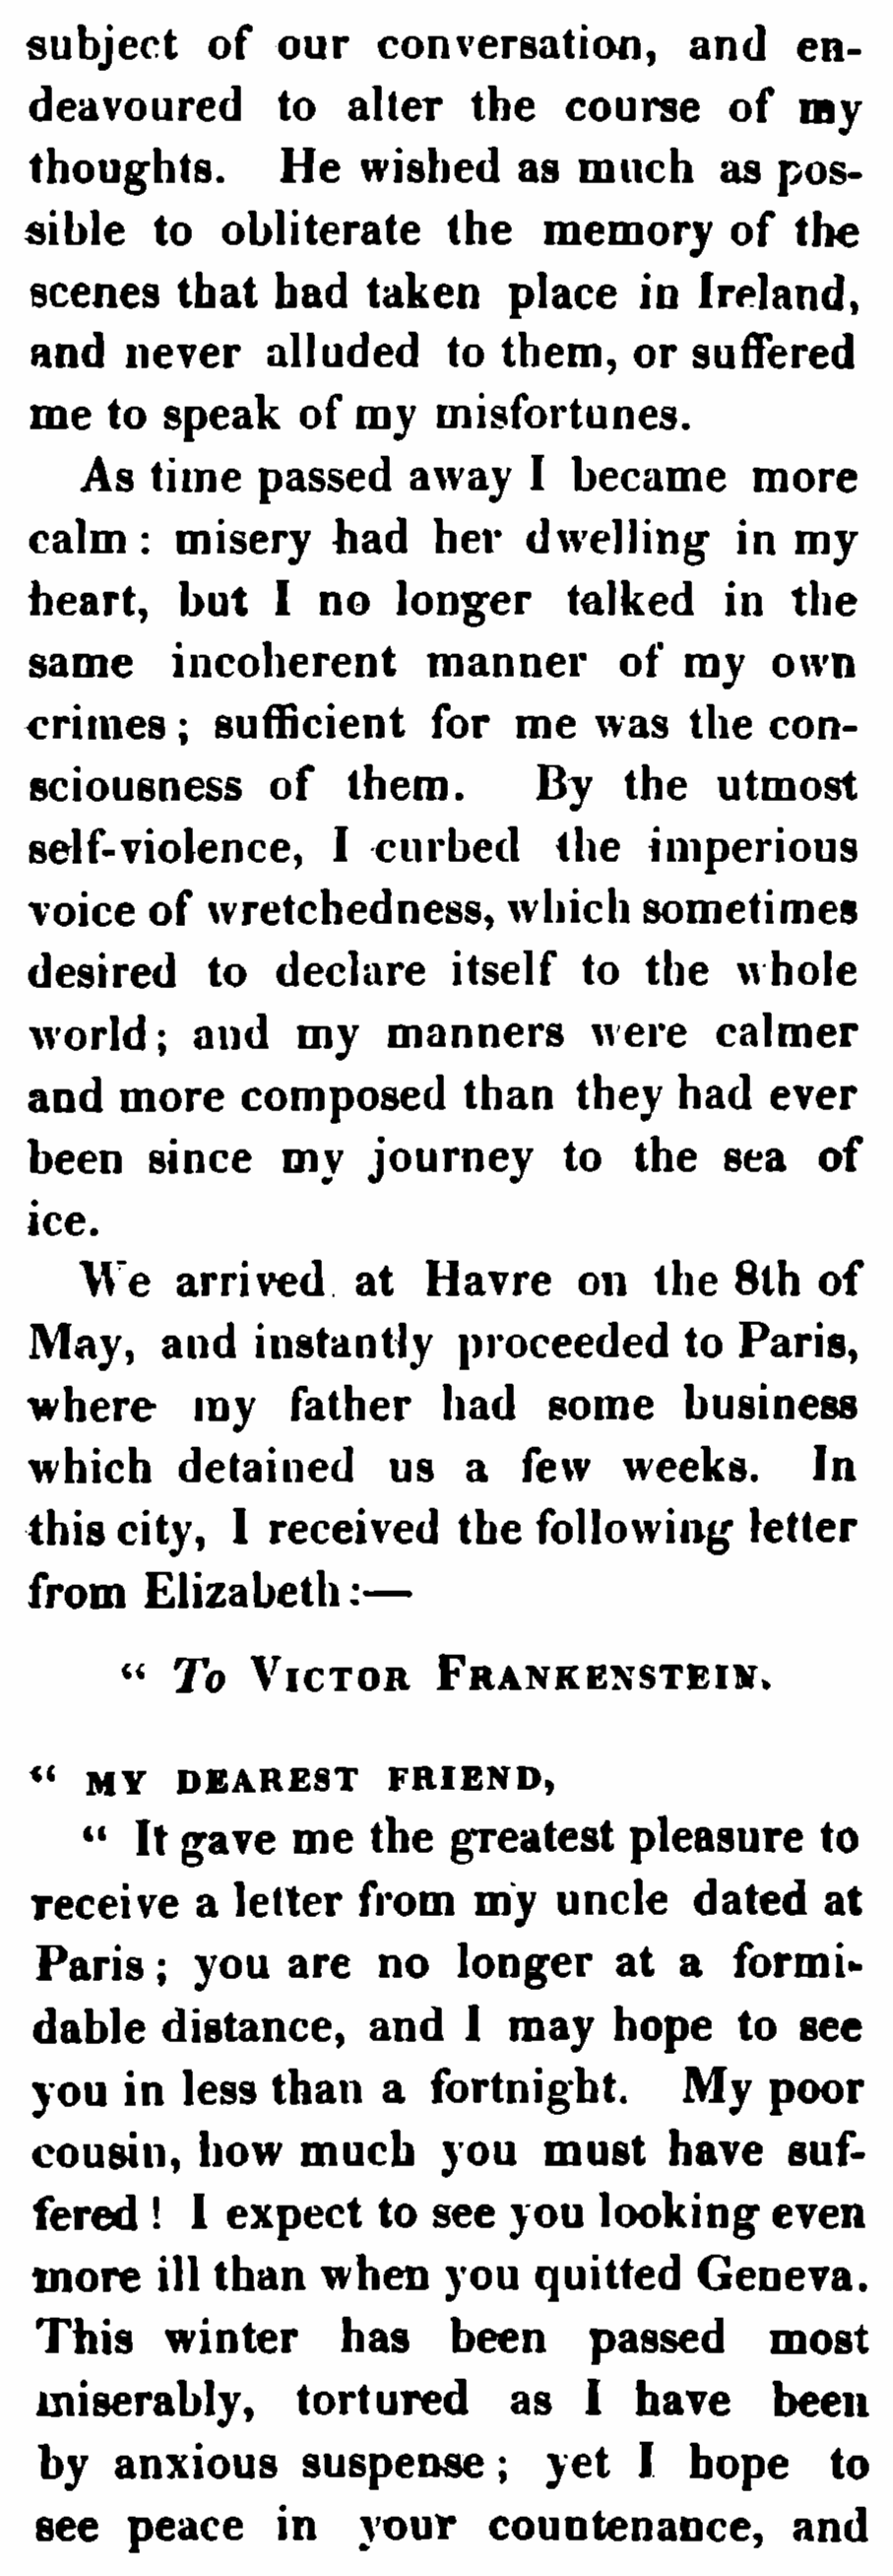 subject of our conversation, and en-
deavoured to alter the course of my
thoughts. He wished as much as pos-
sible to obliterate the memory of the
scenes that had taken place in Ireland,
and never alluded to them, or suffered
me to speak of my misfortunes.
As time passed away I became more
calm : misery had her dwelling in my
heart, but I no longer talked in the
same incoherent manner of my own
crimes ; sufficient for me was the con-
sciousness of them. By the utmost
self-violence, I curbed the imperious
voice of wretchedness, which sometimes
desired to declare itself to the whole
world ; and my manners were calmer
and more composed than they had ever
been since my journey to the sea of
ice.
We arrived at Havre on the 8th of
May, and instantly proceeded to Paris,
where my father had some business
which detained us a few weeks. In
this city, I received the following letter
from Elizabeth :—
“ To VICTOR FRANKENSTEIN.
“ MY DEAREST FRIEND,
“ It gave me the greatest pleasure to
receive a letter from my uncle dated at
Paris ; you are no longer at a formi-
dable distance, and I may hope to see
you in less than a fortnight. My poor
cousin, how much you must have suf-
fered ! I expect to see you looking even
more ill than when you quitted Geneva.
This winter has been passed most
miserably, tortured as I have been
by anxious suspense ; yet I hope to
see peace in your countenance, and